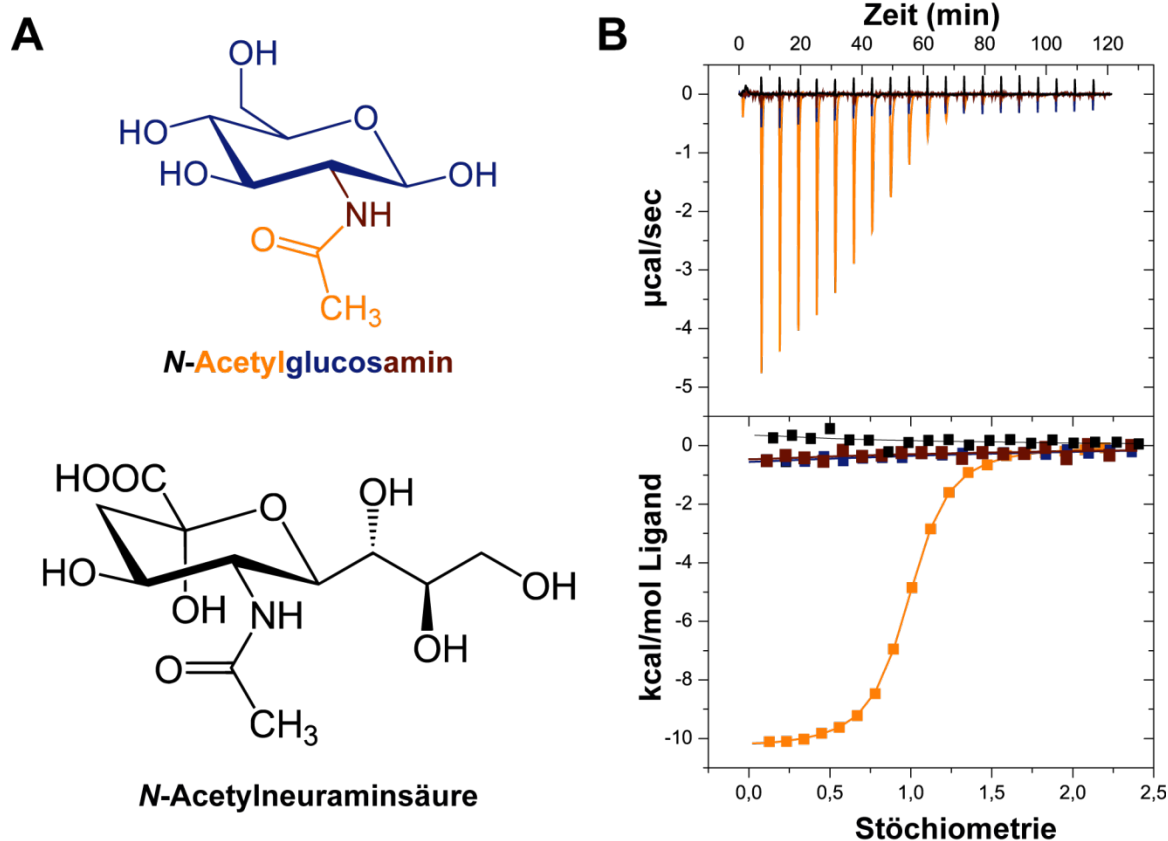 A
OH
HO
O
HO
OH
NH
O
CH3
N-Acetylglucosamin
HOOC
O
OH
HO
OH
NH
OH
OH
O
CH3
N-Acetylneuraminsäure
B
Zeit (min)
0 20 40 60 80 100 120
0
-1
-2
-3
-4
-5
µcal/sec
0
-2
-4
-6
-8
-10
kcal/mol Ligand
0,0 0,5 1,0 1,5 2,0 2,5
Stöchiometrie